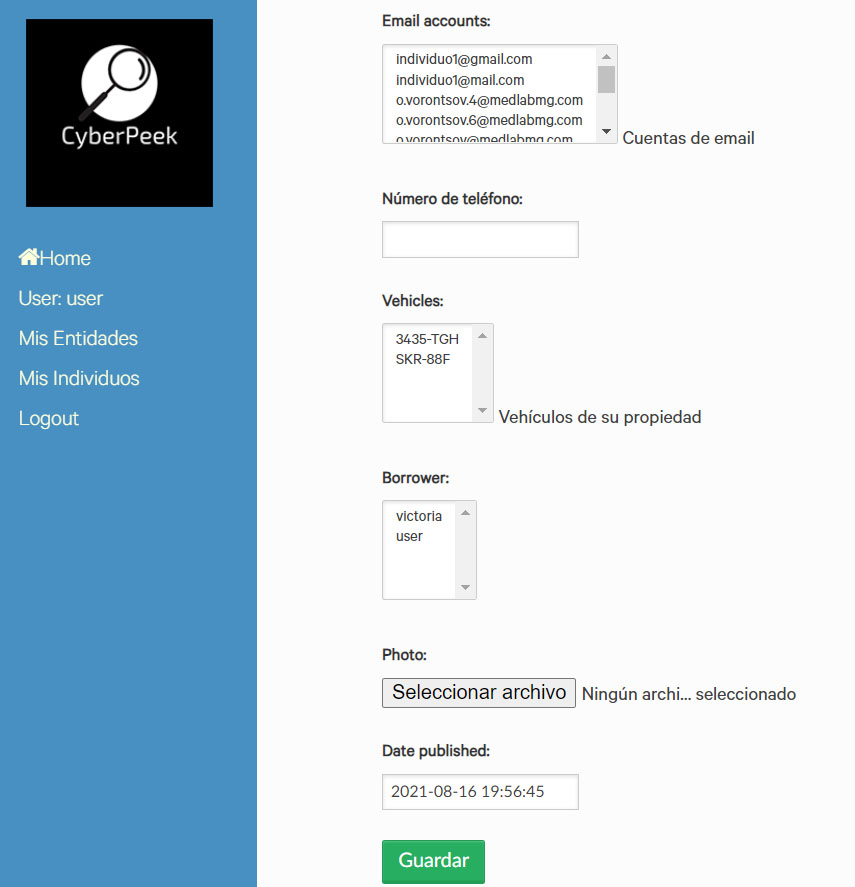 CyberPeek
Home
User: user
Mis Entidades
Mis Individuos
Logout
Email accounts:
individuo1@gmail.com
individuo1@mail.com
o.vorontsov.4@medlabmg.com
o.vorontsov.6@medlabmg.com
o.vorontsov@medlabmg.com
Cuentas de email
Número de teléfono:
Vehicles:
3435-TGH
SKR-88F
Vehículos de su propiedad
Borrower:
victoria
user
Photo:
Seleccionar archivo Ningún archi... seleccionado
Date published:
2021-08-16 19:56:45
Guardar